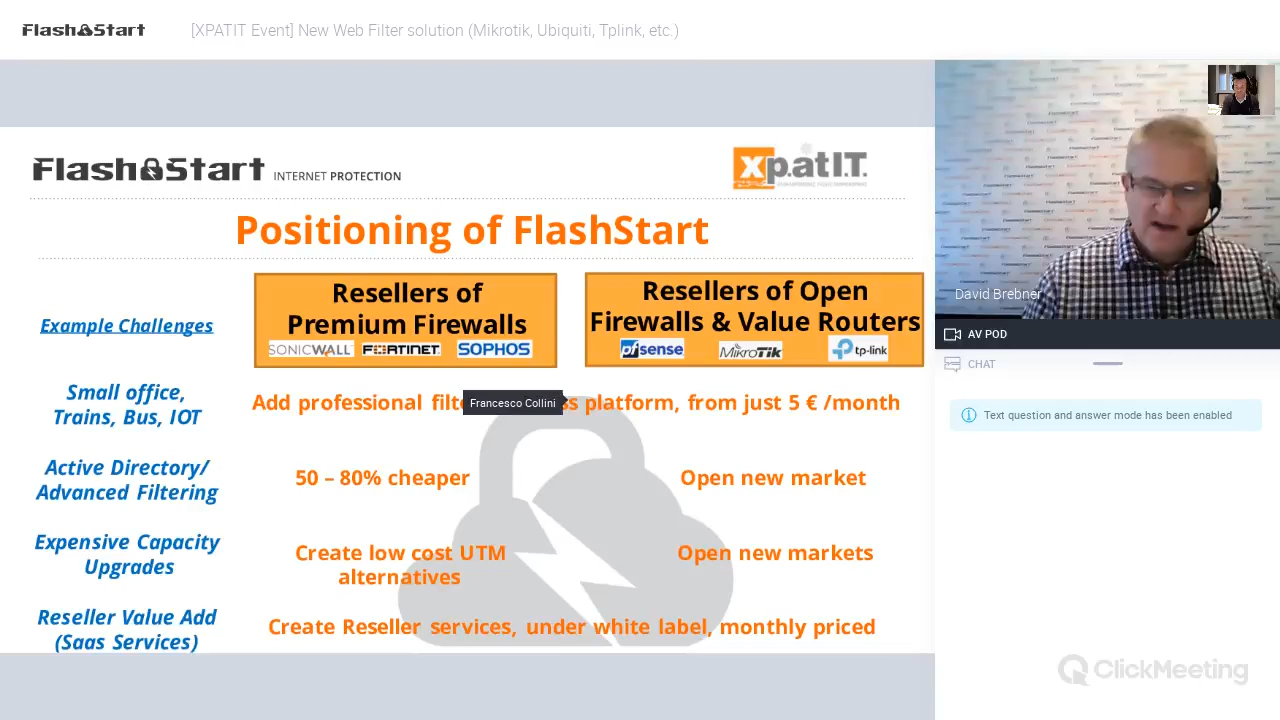 Flash Start
[XPATIT Event] New Web Filter solution (Mikrotik, Ubiquiti, Tplink, etc.)
Flash Start INTERNET PROTECTION
xpatI.T.
Positioning of FlashStart
Example Challenges
Resellers of
Premium Firewalls
SONICWALL FORTINET SOPHOS
Resellers of Open
Firewalls & Value Routers
pfsense MikroTik tp-link
Small office,
Trains, Bus, IOT
Add professional platform, from just 5 € /month
Francesco Collini
Active Directory/
Advanced Filtering
50 – 80% cheaper
Open new market
Expensive Capacity
Upgrades
Create low cost UTM
alternatives
Open new markets
Reseller Value Add
(Saas Services)
Create Reseller services, under white label, monthly priced
David Brebner
AV POD
CHAT
Text question and answer mode has been enabled
ClickMeeting